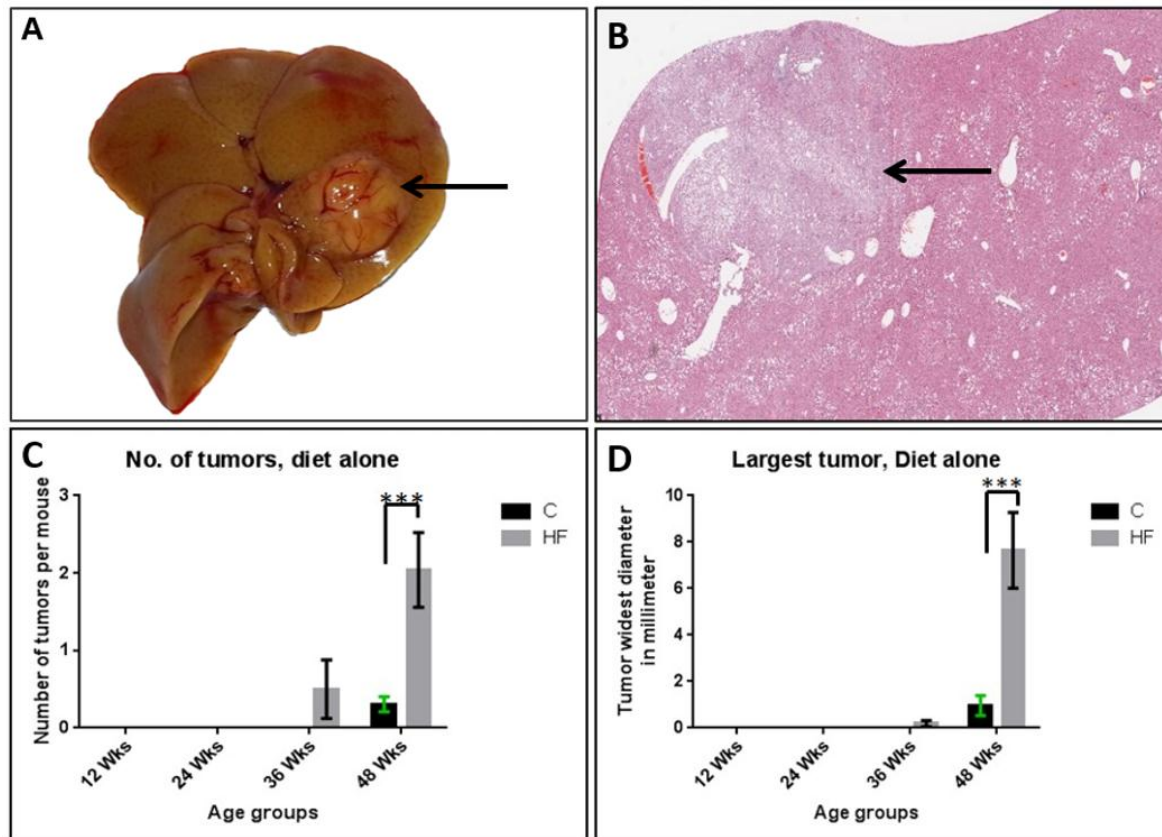 A
B
C
No. of tumors, diet alone
***
C
HF
3
2
1
0
Number of tumors per mouse
12 Wks
24 Wks
36 Wks
48 Wks
Age groups
D
Largest tumor, Diet alone
***
C
HF
10
8
6
4
2
0
Tumor widest diameter
in millimeter
12 Wks
24 Wks
36 Wks
48 Wks
Age groups